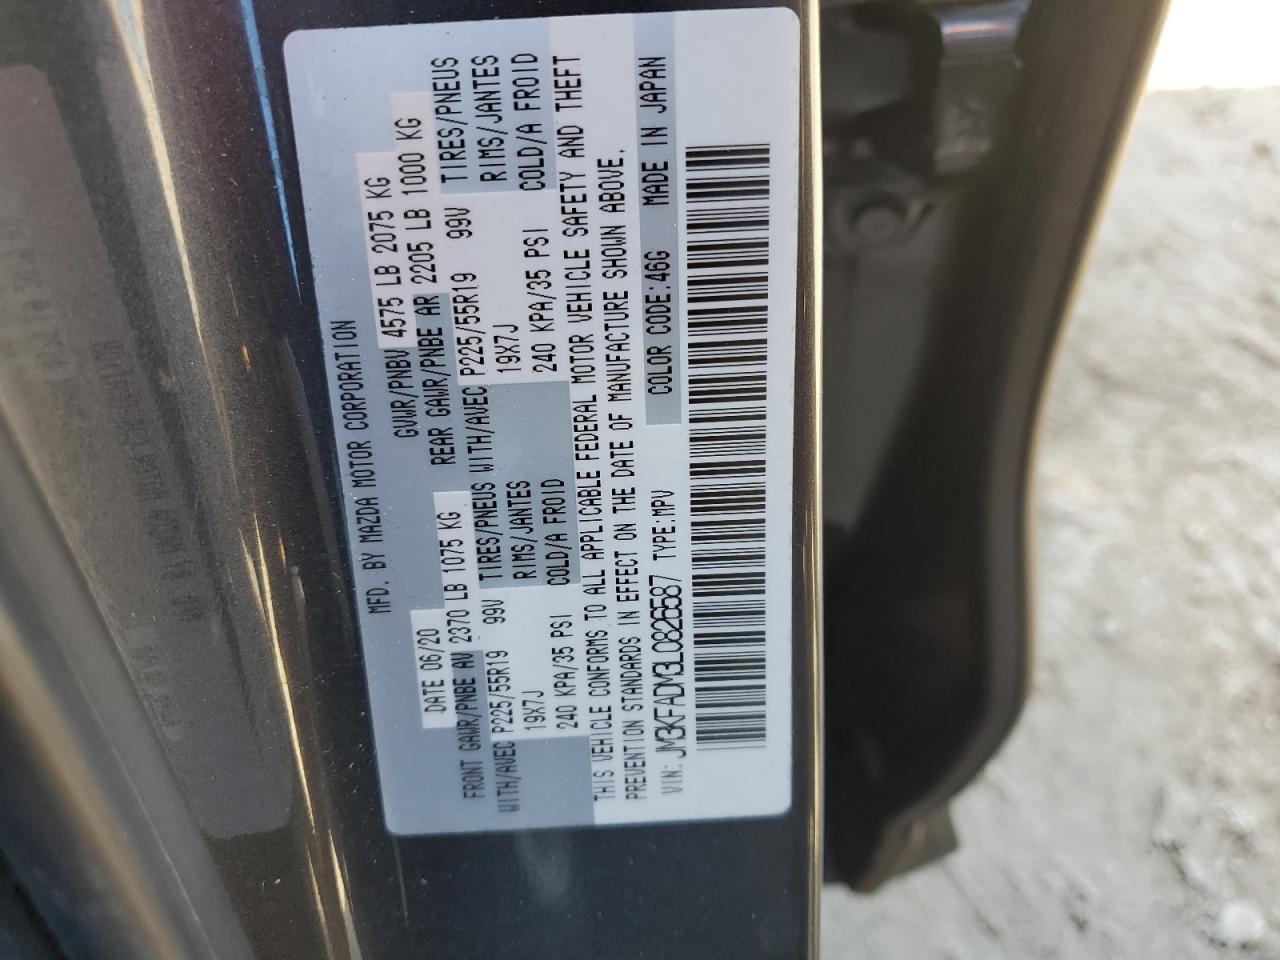 MFD. BY MAZDA MOTOR CORPORATION
DATE 06/20 GVWR/PNBV 4575 LB 2075 KG
FRONT GAWR/PNBE AV 2370 LB 1075 KG REAR GAWR/PNBE AR 2205 LB 1000 KG
WITH/AVEC P225/55R19 99V TIRES/PNEUS WITH/AVEC P225/55R19 99V TIRES/PNEUS
19X7J RIMS/JANTES 19X7J RIMS/JANTES
240 KPA/35 PSI COLD/A FROID 240 KPA/35 PSI COLD/A FROID
THIS VEHICLE CONFORMS TO ALL APPLICABLE FEDERAL MOTOR VEHICLE SAFETY AND THEFT
PREVENTION STANDARDS IN EFFECT ON THE DATE OF MANUFACTURE SHOWN ABOVE.
VIN: JM3KFADM3L0826587 TYPE:MPV COLOR CODE:46G MADE IN JAPAN